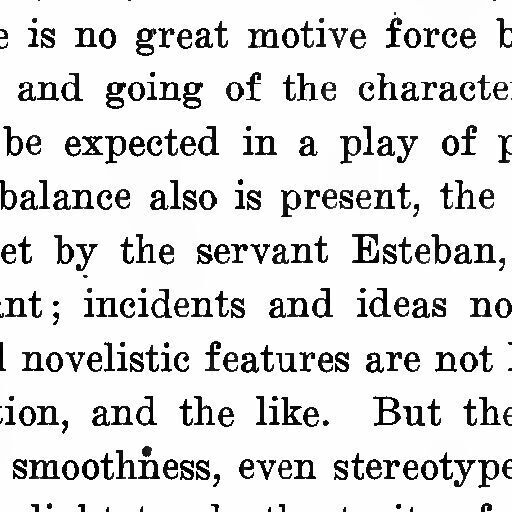 is no great motive force
and going of the characte
be expected in a play of
balance also is present, the
et by the servant Esteban,
nt; incidents and ideas no
novelistic features are not
tion, and the like. But the
smoothness, even stereotype